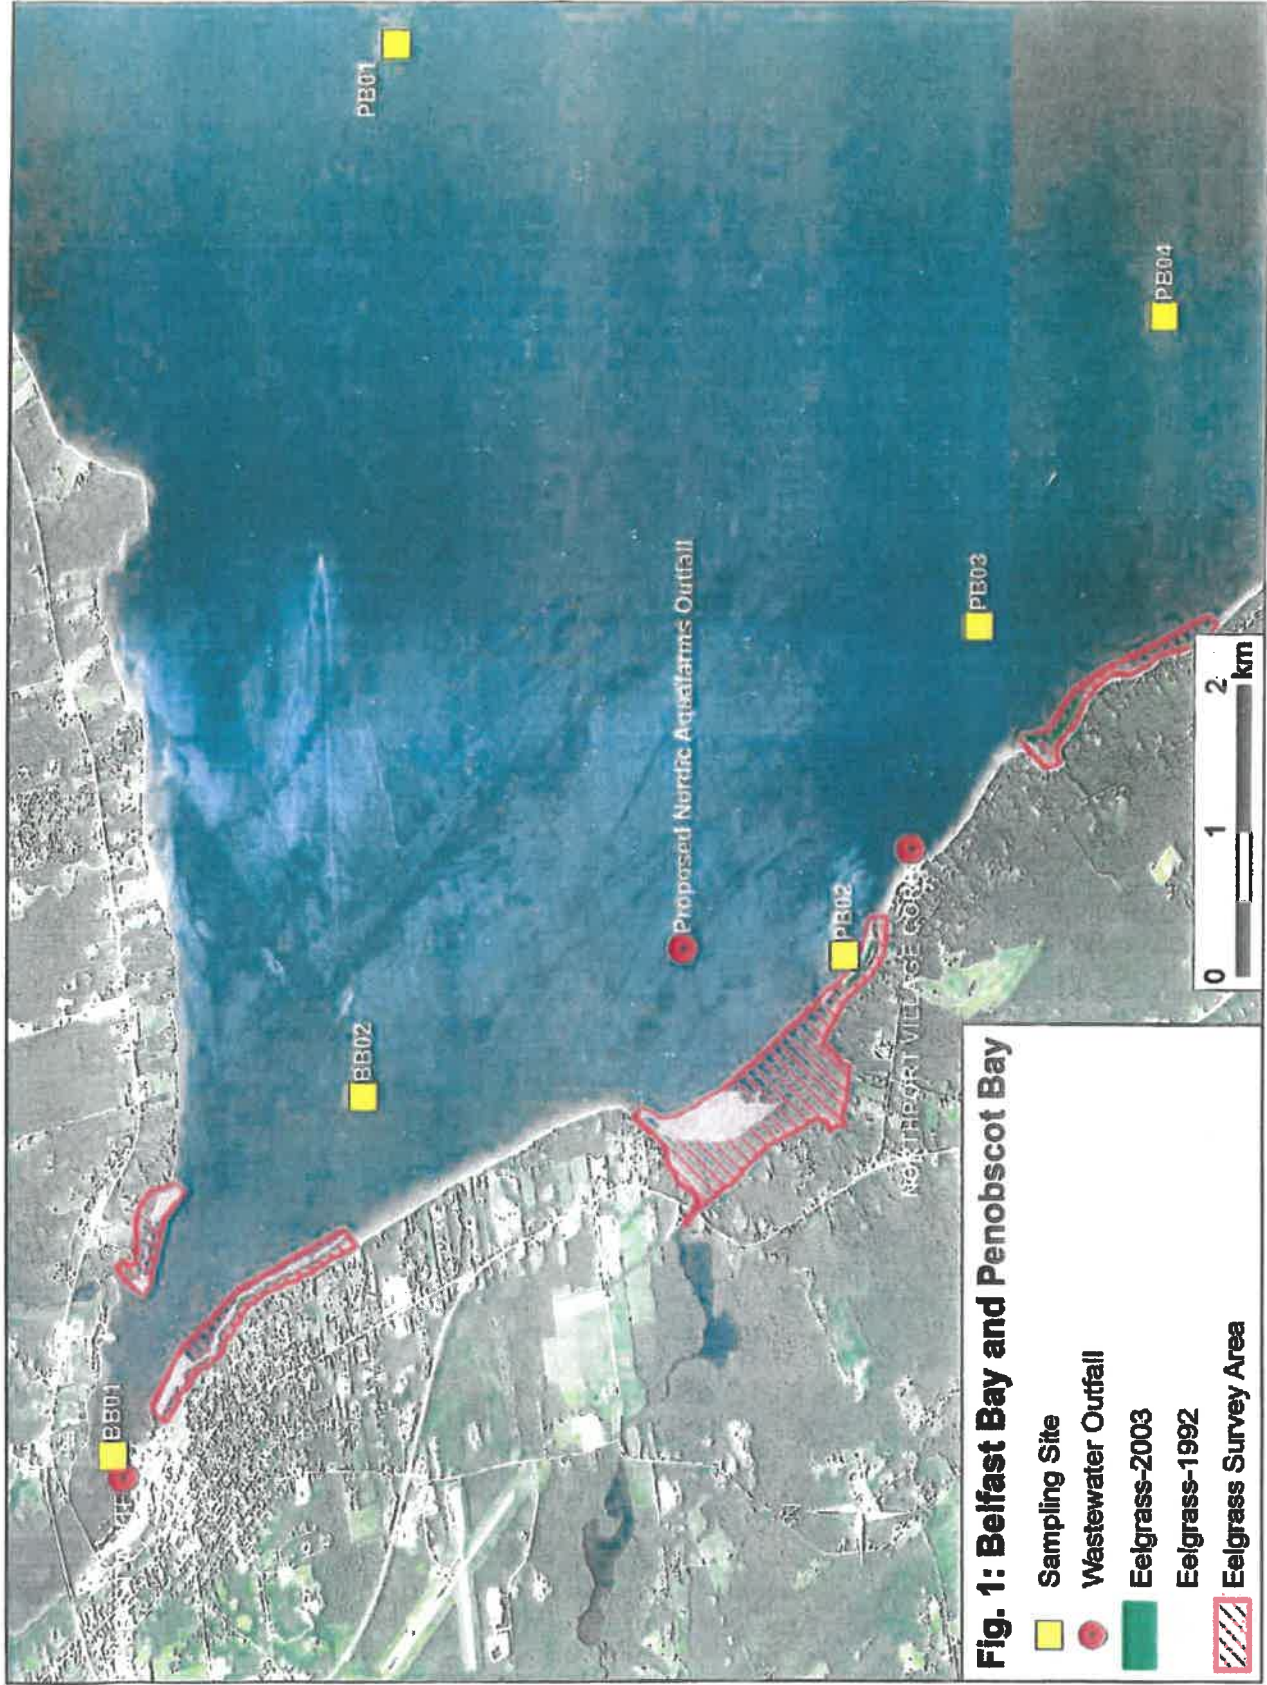 Fig. 1: Belfast Bay and Penobscot Bay
Sampling Site
Wastewater Outfall
Eelgrass-2003
Eelgrass-1992
Eelgrass Survey Area
0 1 2
km
BB01
BB02
PB01
Proposed Nordic Aquafarms Outfall
PB02
PB03
PB04
NORTHPORT VILLAGE CORP